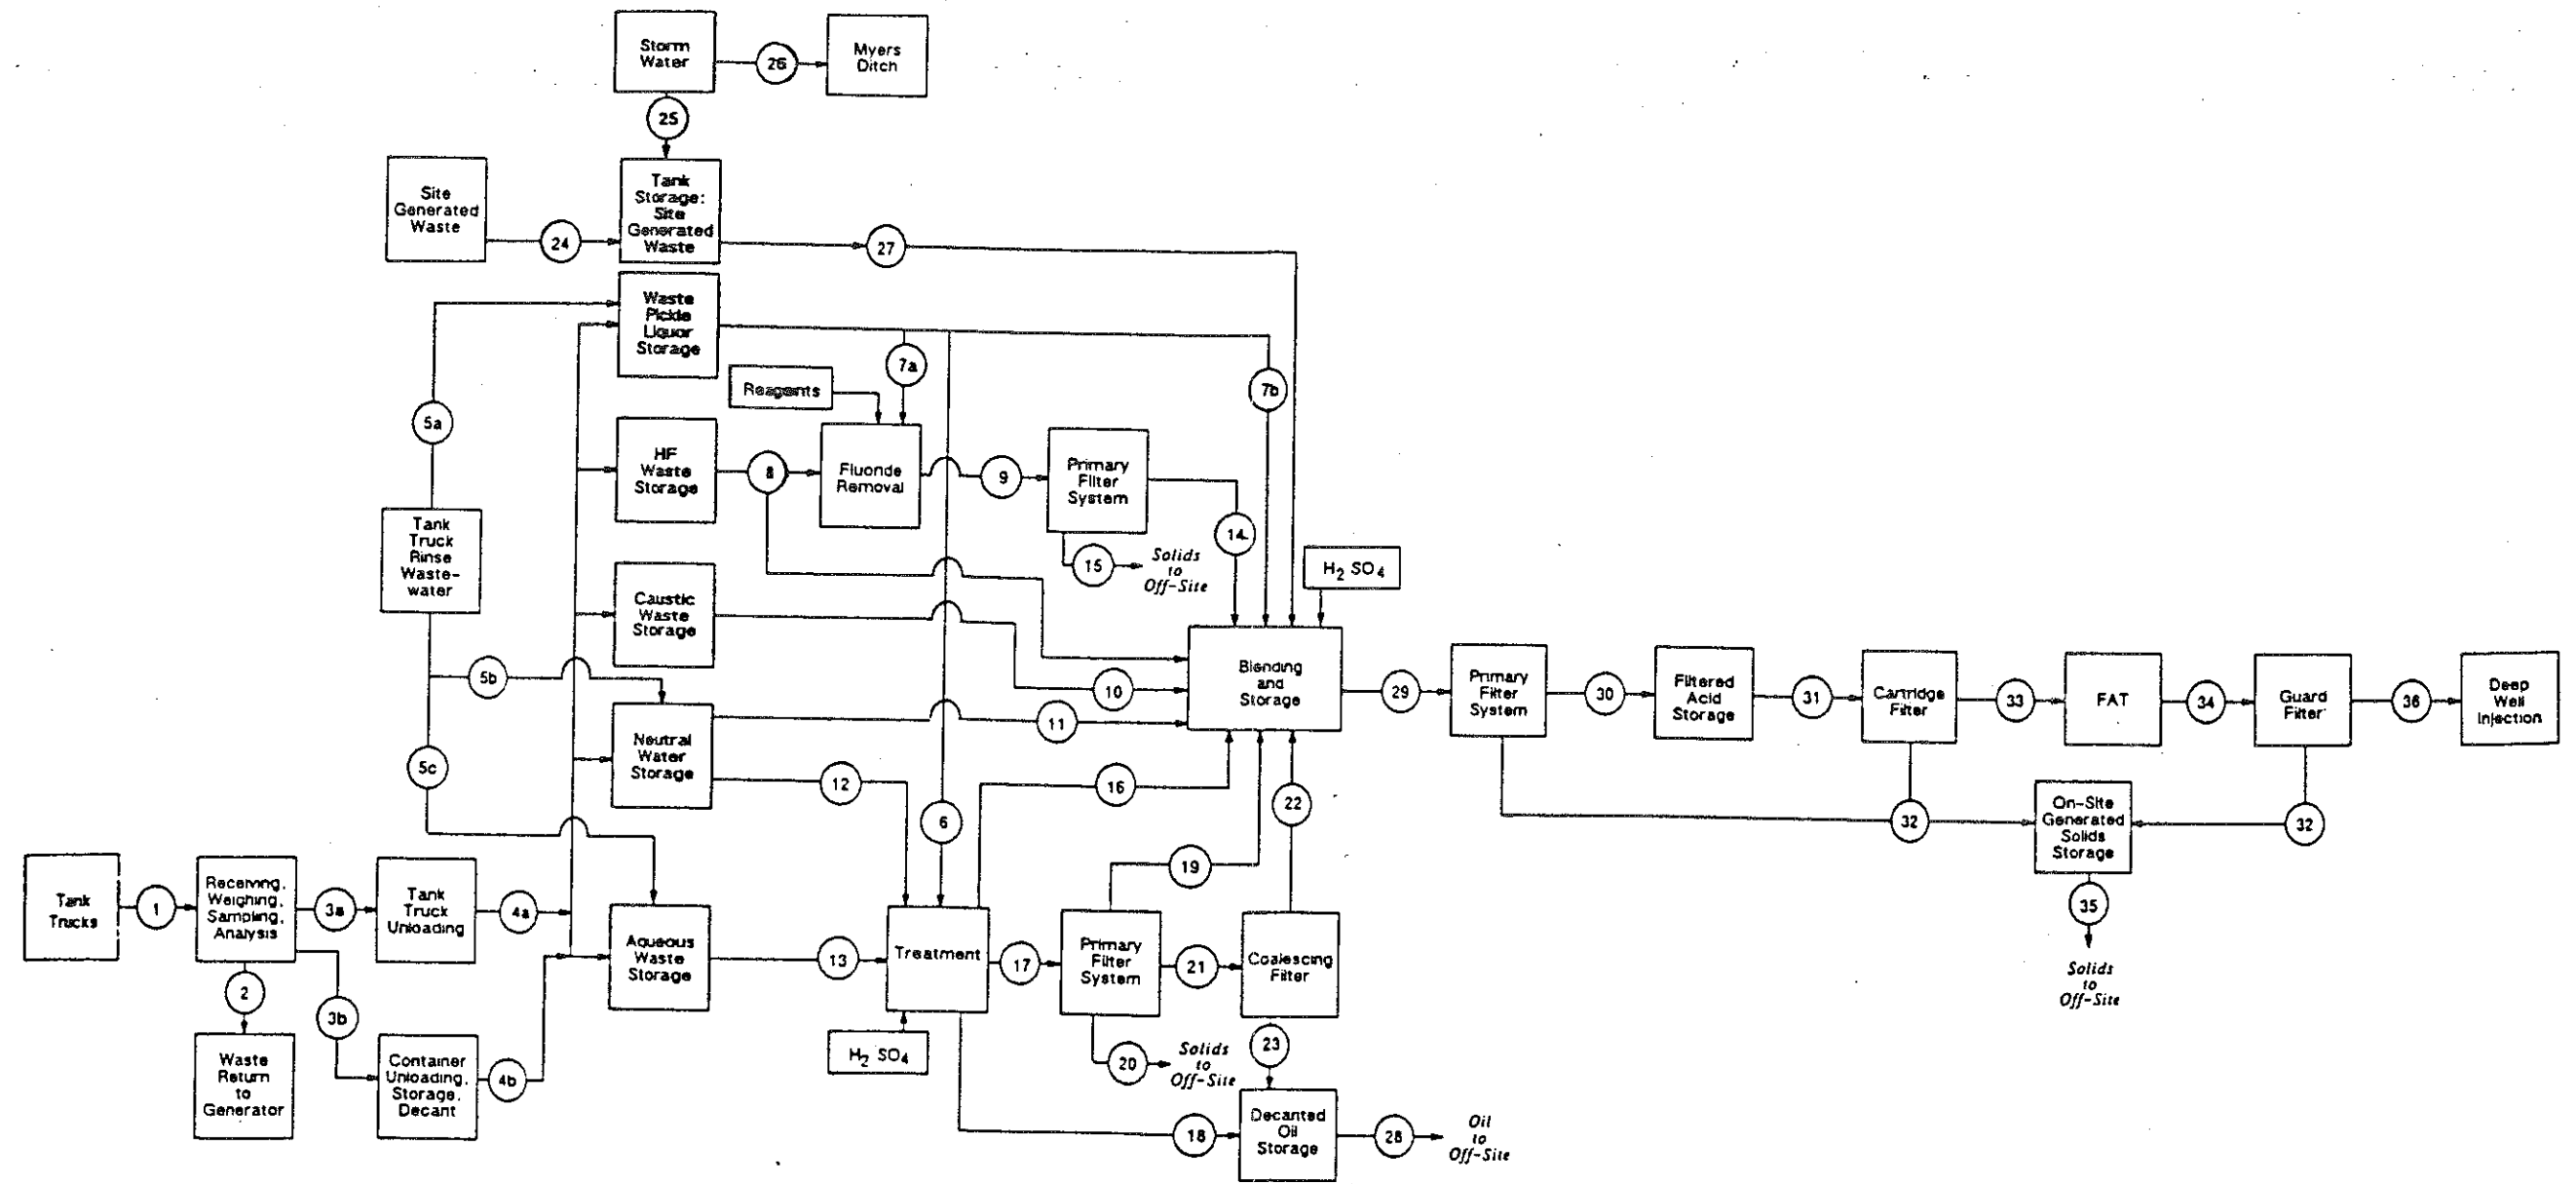 Storm
Water
26
Myers
Ditch
25
Site
Generated
Waste
24
Tank
Storage:
Site
Generated
Waste
27
Waste
Pickle
Liquor
Storage
7a
7b
Reagents
5a
HF
Waste
Storage
8
Fluoride
Removal
9
Primary
Filter
System
14
15
Solids
to
Off-Site
Tank
Truck
Rinse
Waste-
water
Caustic
Waste
Storage
H2 SO4
5b
10
Blending
and
Storage
29
Primary
Filter
System
30
Filtered
Acid
Storage
31
Cartridge
Filter
33
FAT
34
Guard
Filter
36
Deep
Well
Injection
11
Neutral
Water
Storage
5c
12
16
6
22
32
On-Site
Generated
Solids
Storage
32
19
35
Solids
to
Off-Site
Tank
Trucks
1
Receiving,
Weighing,
Sampling,
Analysis
3a
Tank
Truck
Unloading
4a
Aqueous
Waste
Storage
13
Treatment
17
Primary
Filter
System
21
Coalescing
Filter
2
3b
H2 SO4
20
Solids
to
Off-Site
23
Waste
Return
to
Generator
Container
Unloading,
Storage,
Decant
4b
18
Decanted
Oil
Storage
28
Oil
to
Off-Site